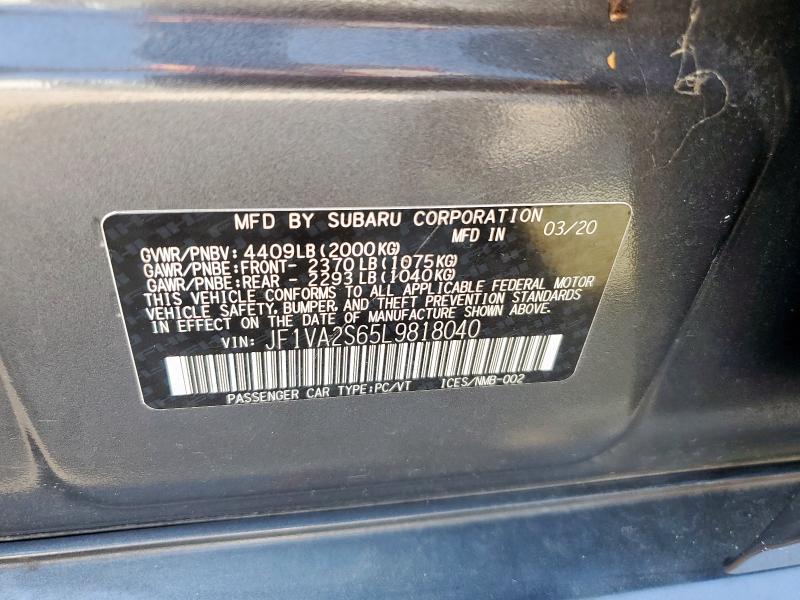 MFD BY SUBARU CORPORATION
MFD IN 03/20
GVWR/PNBV: 4409LB(2000KG)
GAWR/PNBE:FRONT- 2370LB(1075KG)
GAWR/PNBE:REAR - 2293LB(1040KG)
THIS VEHICLE CONFORMS TO ALL APPLICABLE FEDERAL MOTOR
VEHICLE SAFETY, BUMPER, AND THEFT PREVENTION STANDARDS
IN EFFECT ON THE DATE OF MANUFACTURE SHOWN ABOVE.
VIN: JF1VA2S65L9818040
PASSENGER CAR TYPE:PC/VT ICES/NMB-002